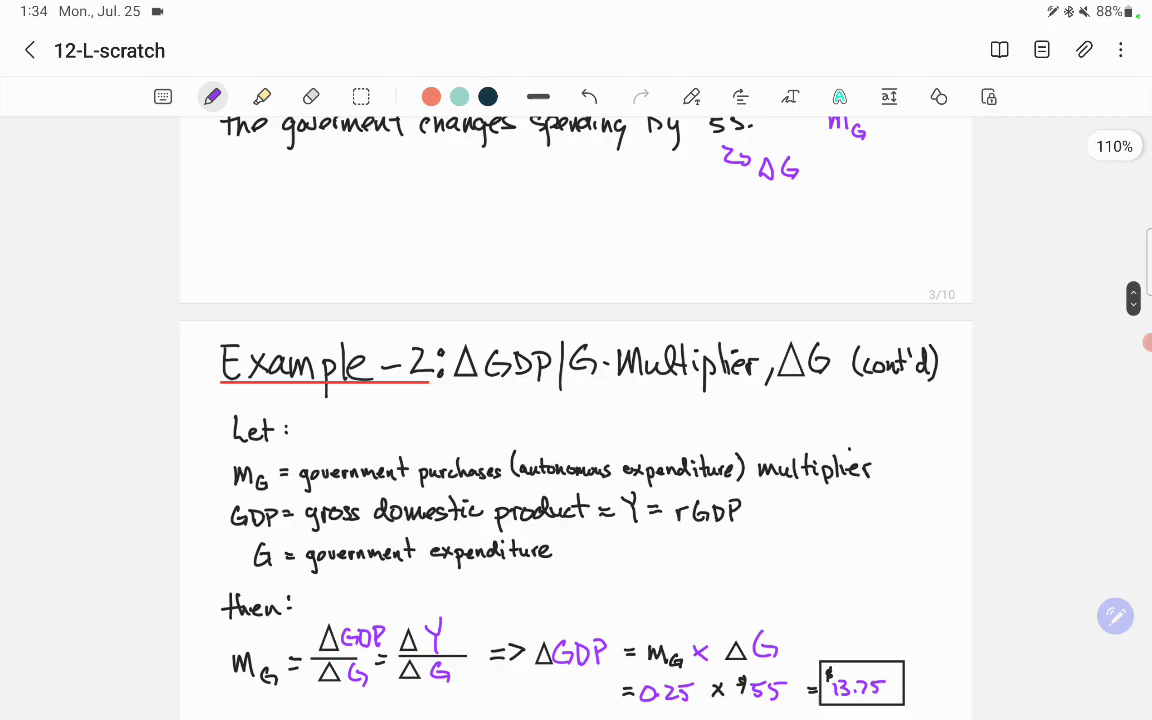 1:34 Mon., Jul. 25 88%
12-L-scratch
110%
the goverment changes spending by 55. mG
ΔG
3/10
Example - 2: Δ GDP | G-Multiplier, ΔG (cont'd)
Let:
mG = government purchases (autonomous expenditure) multiplier
GDP = gross domestic product ≈ Y = rGDP
G = government expenditure
then:
mG = ΔGDP/ΔG = ΔY/ΔG => ΔGDP = mG × ΔG
= 0.25 × $55 = $13.75